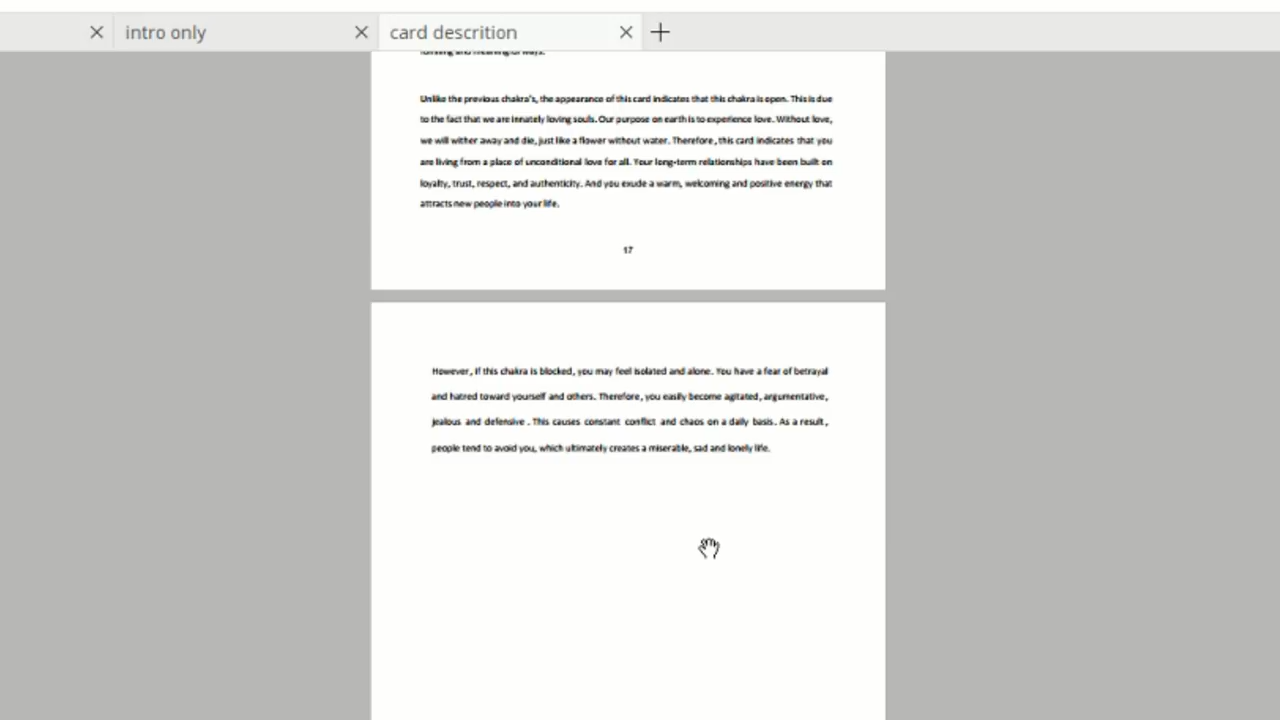 intro only
card descrition
Unlike the previous chakra's, the appearance of this card indicates that this chakra is open. This is due
to the fact that we are innately loving souls. Our purpose on earth is to experience love. Without love,
we will wither away and die, just like a flower without water. Therefore, this card indicates that you
are living from a place of unconditional love for all. Your long-term relationships have been built on
loyalty, trust, respect, and authenticity. And you exude a warm, welcoming and positive energy that
attracts new people into your life.
17
However, if this chakra is blocked, you may feel isolated and alone. You have a fear of betrayal
and hatred toward yourself and others. Therefore, you easily become agitated, argumentative,
jealous and defensive . This causes constant conflict and chaos on a daily basis. As a result,
people tend to avoid you, which ultimately creates a miserable, sad and lonely life.